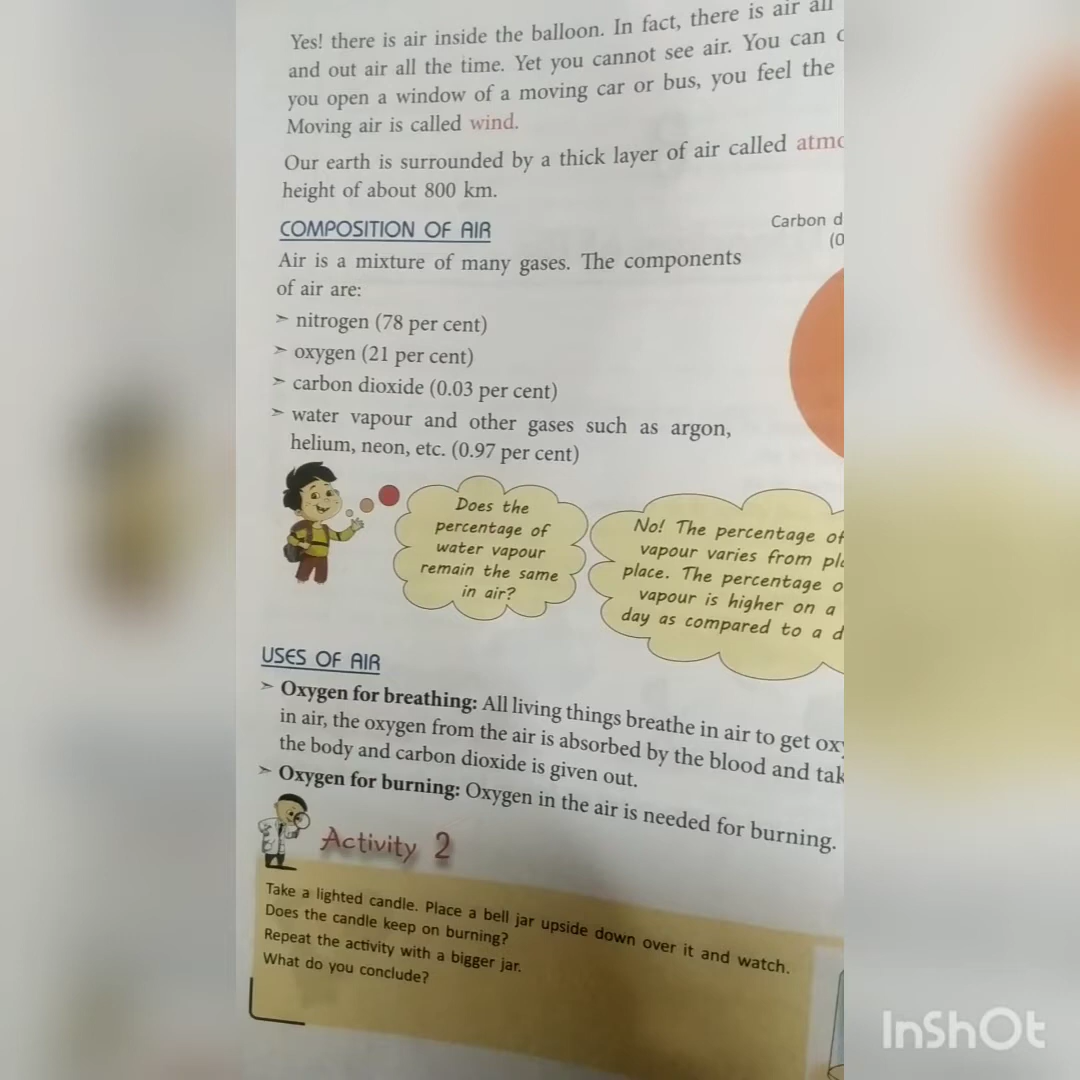 Yes! there is air inside the balloon. In fact, there is air all
and out air all the time. Yet you cannot see air. You can
you open a window of a moving car or bus, you feel the
Moving air is called wind.
Our earth is surrounded by a thick layer of air called atmo
height of about 800 km.
COMPOSITION OF AIR
Carbon d
(0
Air is a mixture of many gases. The components
of air are:
➣ nitrogen (78 per cent)
➣ oxygen (21 per cent)
➣ carbon dioxide (0.03 per cent)
➣ water vapour and other gases such as argon,
helium, neon, etc. (0.97 per cent)
Does the
percentage of
water vapour
remain the same
in air?
No! The percentage of
vapour varies from pla
place. The percentage o
vapour is higher on a
day as compared to a d
USES OF AIR
➣ Oxygen for breathing: All living things breathe in air to get oxy
in air, the oxygen from the air is absorbed by the blood and tak
the body and carbon dioxide is given out.
➣ Oxygen for burning: Oxygen in the air is needed for burning.
Activity 2
Take a lighted candle. Place a bell jar upside down over it and watch.
Does the candle keep on burning?
Repeat the activity with a bigger jar.
What do you conclude?
InShOt